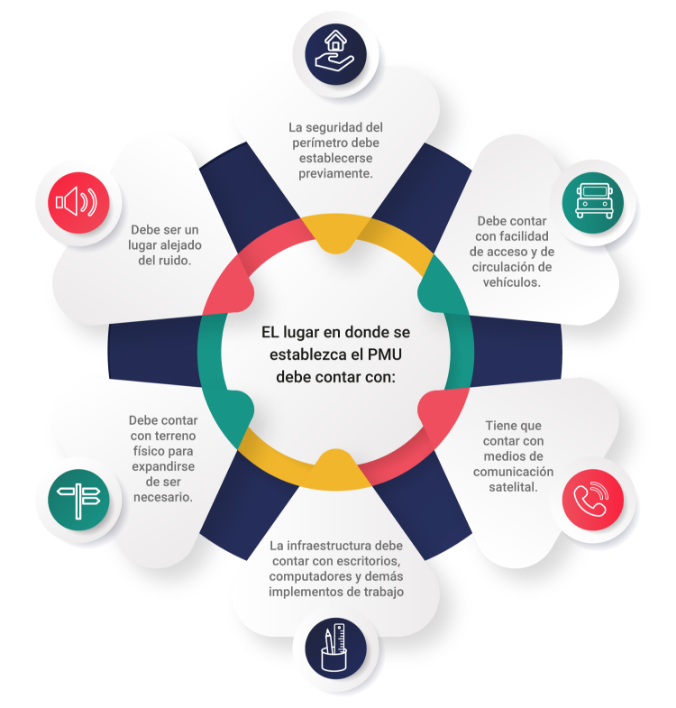 La seguridad del
perímetro debe
establecerse
previamente.
Debe contar
con facilidad
de acceso y de
circulación de
vehículos.
Tiene que
contar con
medios de
comunicación
satelital.
La infraestructura debe
contar con escritorios,
computadores y demás
implementos de trabajo
Debe contar
con terreno
físico para
expandirse
de ser
necesario.
Debe ser un
lugar alejado
del ruido.
EL lugar en donde se
establezca el PMU
debe contar con: